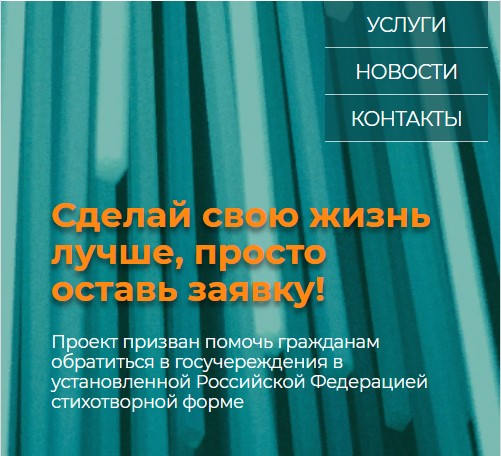 УСЛУГИ
НОВОСТИ
КОНТАКТЫ
Сделай свою жизнь
лучше, просто
оставь заявку!
Проект призван помочь гражданам
обратиться в госучереждения в
установленной Российской Федерацией
стихотворной форме